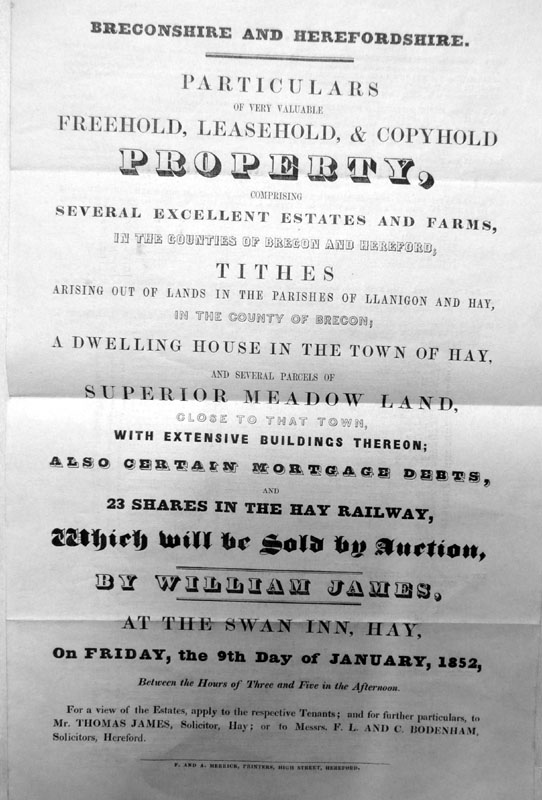 BRECONSHIRE AND HEREFORDSHIRE.
PARTICULARS
OF VERY VALUABLE
FREEHOLD, LEASEHOLD, & COPYHOLD
PROPERTY,
COMPRISING
SEVERAL EXCELLENT ESTATES AND FARMS,
IN THE COUNTIES OF BRECON AND HEREFORD;
TITHES
ARISING OUT OF LANDS IN THE PARISHES OF LLANIGON AND HAY,
IN THE COUNTY OF BRECON;
A DWELLING HOUSE IN THE TOWN OF HAY,
AND SEVERAL PARCELS OF
SUPERIOR MEADOW LAND,
CLOSE TO THAT TOWN,
WITH EXTENSIVE BUILDINGS THEREON;
ALSO CERTAIN MORTGAGE DEBTS,
AND
23 SHARES IN THE HAY RAILWAY,
Which will be Sold by Auction,
BY WILLIAM JAMES,
AT THE SWAN INN, HAY,
On FRIDAY, the 9th Day of JANUARY, 1852,
Between the Hours of Three and Five in the Afternoon.
For a view of the Estates, apply to the respective Tenants; and for further particulars, to
Mr. THOMAS JAMES, Solicitor, Hay; or to Messrs. F. L. AND C. BODENHAM,
Solicitors, Hereford.
F. AND A. MERRICK, PRINTERS, HIGH STREET, HEREFORD.